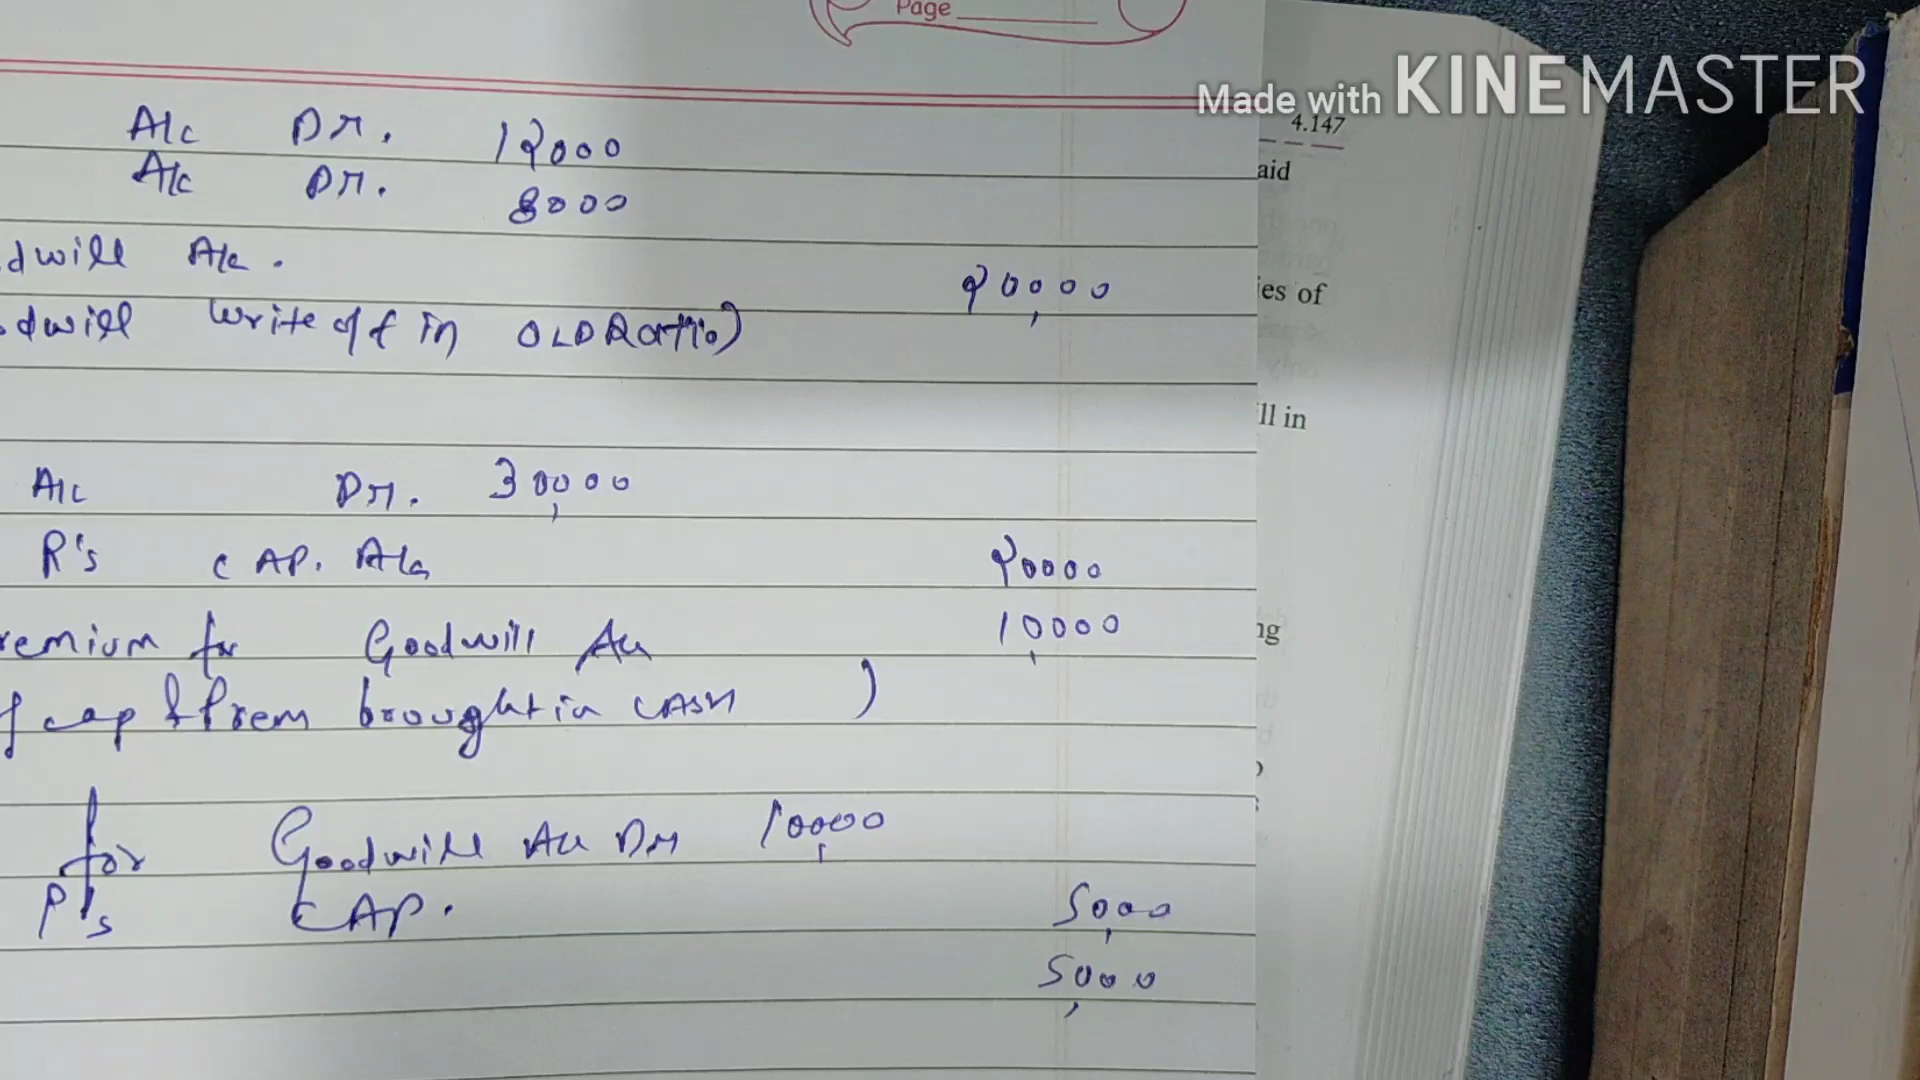 Page
Made with KINEMASTER
4.147
A/c Dr. 12000
aid
A/c Dr. 8000
dwill A/c.
20000
ies of
dwill write off in OLD Ratio)
ll in
A/c Dr. 30000
R's CAP. A/c
20000
remium for Goodwill A/c
10000
ng
f cap & Prem brought in CASH )
for Goodwill A/c Dr 10000
P's CAP.
5000
5000